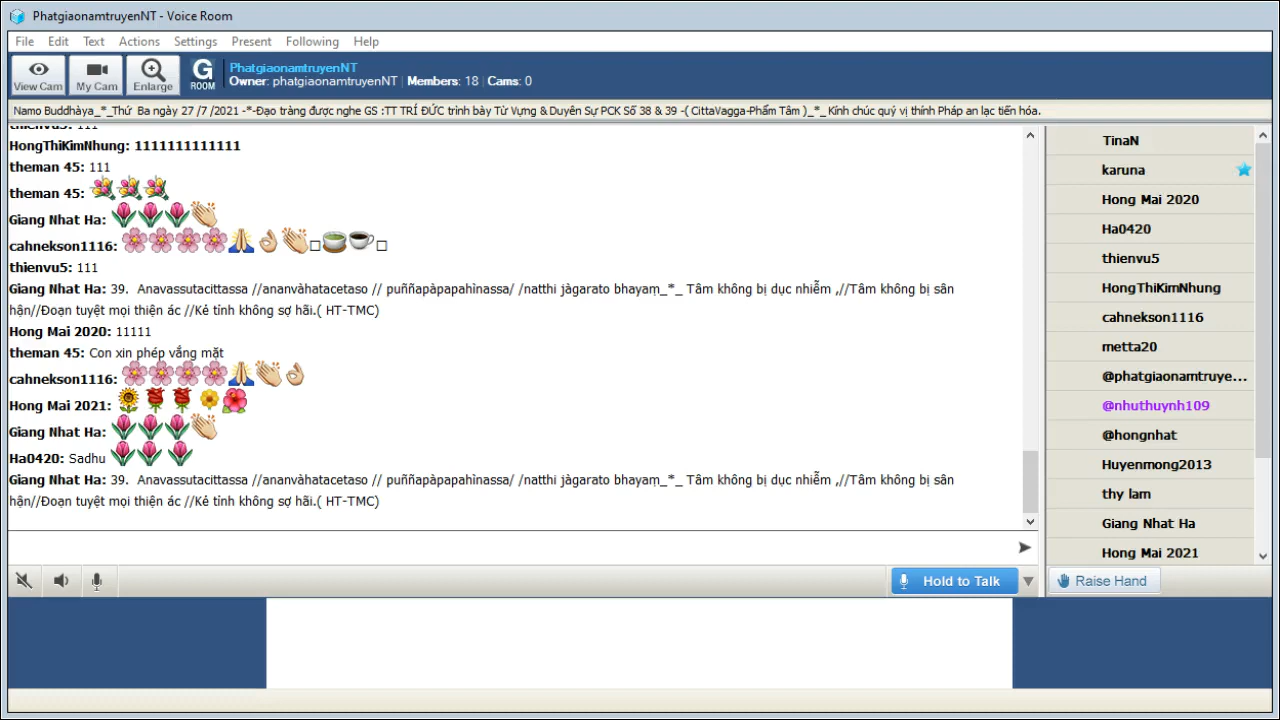 PhatgiaonamtruyenNT - Voice Room
File Edit Text Actions Settings Present Following Help
View Cam
My Cam
Enlarge
G ROOM
PhatgiaonamtruyenNT
Owner: phatgiaonamtruyenNT | Members: 18 | Cams: 0
Namo Buddhàya_*_Thứ Ba ngày 27 /7 /2021 -*-Đạo tràng được nghe GS :TT TRÍ ĐỨC trình bày Từ Vựng & Duyên Sự PCK Số 38 & 39 -( CittaVagga-Phẩm Tâm )_*_ Kính chúc quý vị thính Pháp an lạc tiến hóa.
thienvu5: 111
HongThiKimNhung: 1111111111111
theman 45: 111
theman 45:
Giang Nhat Ha:
cahnekson1116:
thienvu5: 111
Giang Nhat Ha: 39. Anavassutacittassa //ananvàhatacetaso // puññapàpapahìnassa/ /natthi jàgarato bhayaṃ_*_ Tâm không bị dục nhiễm ,//Tâm không bị sân
hận//Đoạn tuyệt mọi thiện ác //Kẻ tỉnh không sợ hãi.( HT-TMC)
Hong Mai 2020: 11111
theman 45: Con xin phép vắng mặt
cahnekson1116:
Hong Mai 2021:
Giang Nhat Ha:
Ha0420: Sadhu
Giang Nhat Ha: 39. Anavassutacittassa //ananvàhatacetaso // puññapàpapahìnassa/ /natthi jàgarato bhayaṃ_*_ Tâm không bị dục nhiễm ,//Tâm không bị sân
hận//Đoạn tuyệt mọi thiện ác //Kẻ tỉnh không sợ hãi.( HT-TMC)
TinaN
karuna
Hong Mai 2020
Ha0420
thienvu5
HongThiKimNhung
cahnekson1116
metta20
@phatgiaonamtruye...
@nhuthuynh109
@hongnhat
Huyenmong2013
thy lam
Giang Nhat Ha
Hong Mai 2021
Hold to Talk
Raise Hand